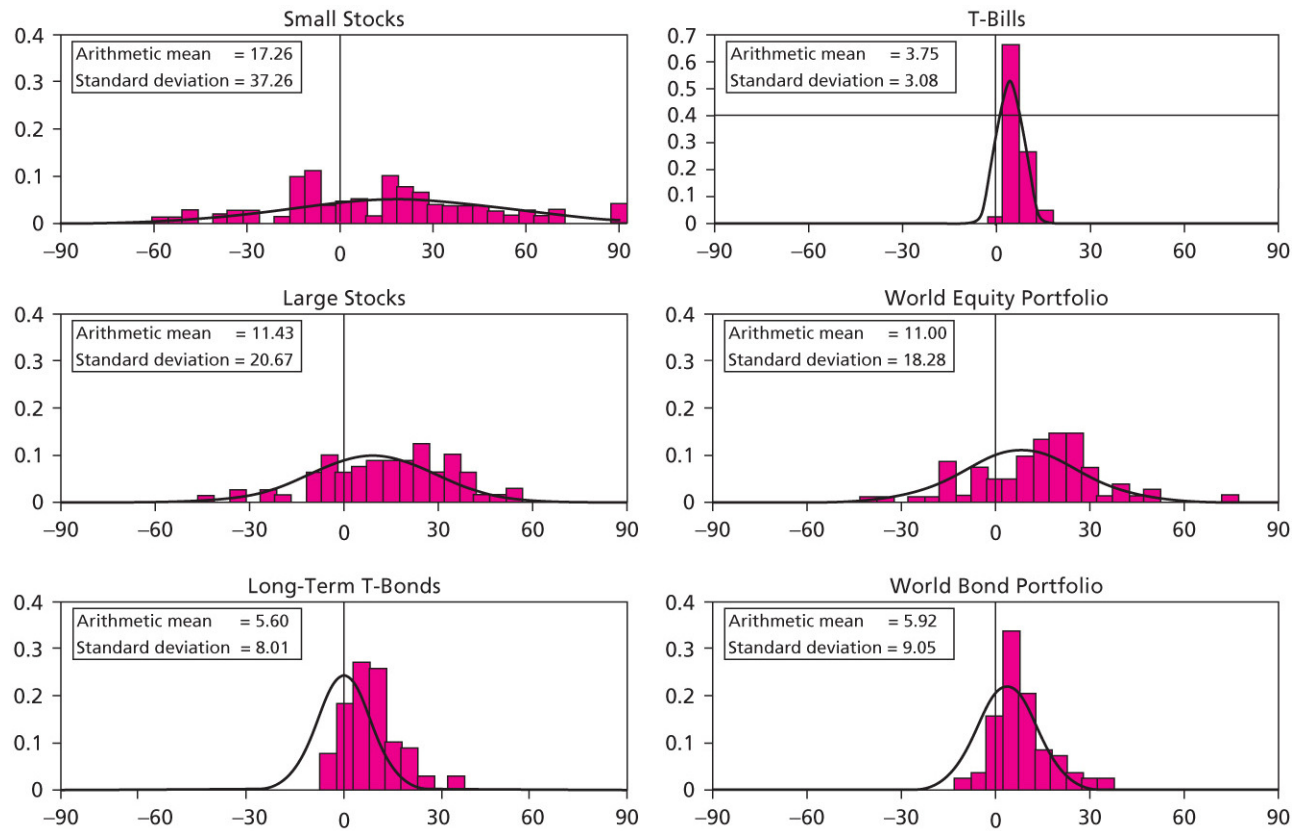 Small Stocks
Arithmetic mean = 17.26
Standard deviation = 37.26
0.4
0.3
0.2
0.1
0
−90 −60 −30 0 30 60 90
T-Bills
Arithmetic mean = 3.75
Standard deviation = 3.08
0.7
0.6
0.5
0.4
0.3
0.2
0.1
0
−90 −60 −30 0 30 60 90
Large Stocks
Arithmetic mean = 11.43
Standard deviation = 20.67
0.4
0.3
0.2
0.1
0
−90 −60 −30 0 30 60 90
World Equity Portfolio
Arithmetic mean = 11.00
Standard deviation = 18.28
0.4
0.3
0.2
0.1
0
−90 −60 −30 0 30 60 90
Long-Term T-Bonds
Arithmetic mean = 5.60
Standard deviation = 8.01
0.4
0.3
0.2
0.1
0
−90 −60 −30 0 30 60 90
World Bond Portfolio
Arithmetic mean = 5.92
Standard deviation = 9.05
0.4
0.3
0.2
0.1
0
−90 −60 −30 0 30 60 90